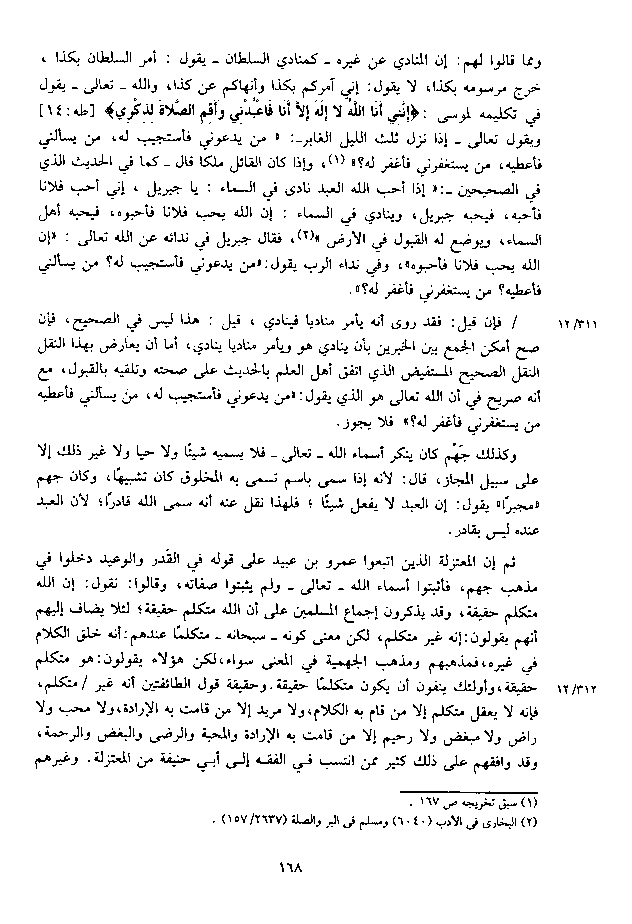 ومما قالوا لهم: إن المنادي عن غيره ـ كمنادي السلطان ـ يقول : أمر السلطان بكذا ،
خرج مرسومه بكذا، لا يقول: إني آمركم بكذا وأنهاكم عن كذا، والله ـ تعالى ـ يقول
في تكليمه لموسى :﴿إِنَّنِي أَنَا اللَّهُ لا إِلَهَ إِلاَّ أَنَا فَاعْبُدْنِي وَأَقِمِ الصَّلاةَ لِذِكْرِي﴾ [طه:١٤]
ويقول تعالى ـ إذا نزل ثلث الليل الغابر ـ: « من يدعوني فأستجيب له، من يسألني
فأعطيه، من يستغفرني فأغفر له؟» (١)، وإذا كان القائل ملكا قال ـ كما في الحديث الذي
في الصحيحين ـ:« إذا أحب الله العبد نادى في السماء : يا جبريل ، إني أحب فلانا
فأحبه، فيحبه جبريل، وينادي في السماء : إن الله يحب فلانا فأحبوه، فيحبه أهل
السماء، ويوضع له القبول في الأرض »(٢)، فقال جبريل في ندائه عن الله تعالى : «إن
الله يحب فلانا فأحبوه»، وفي نداء الرب يقول:«من يدعوني فأستجيب له؟ من يسألني
فأعطيه؟ من يستغفرني فأغفر له؟».
١٢/٣١١ / فإن قيل: فقد روى أنه يأمر مناديا فينادي ، قيل : هذا ليس في الصحيح، فإن
صح أمكن الجمع بين الخبرين بأن ينادي هو ويأمر مناديا ينادي، أما أن يعارض بهذا النقل
النقل الصحيح المستفيض الذي اتفق أهل العلم بالحديث على صحته وتلقيه بالقبول، مع
أنه صريح في أن الله تعالى هو الذي يقول:«من يدعوني فأستجيب له، من يسألني فأعطيه
من يستغفرني فأغفر له؟» فلا يجوز.
وكذلك جَهْم كان ينكر أسماء الله ـ تعالى ـ فلا يسميه شيئًا ولا حيا ولا غير ذلك إلا
على سبيل المجاز، قال: لأنه إذا سمى باسم تسمى به المخلوق كان تشبيهًا، وكان جهم
«مجبرًا» يقول: إن العبد لا يفعل شيئًا ؛ فلهذا نقل عنه أنه سمى الله قادرًا؛ لأن العبد
عنده ليس بقادر.
ثم إن المعتزلة الذين اتبعوا عمرو بن عبيد على قوله في القَدر والوعيد دخلوا في
مذهب جهم، فأثبتوا أسماء الله ـ تعالى ـ ولم يثبتوا صفاته، وقالوا: نقول: إن الله
متكلم حقيقة، وقد يذكرون إجماع المسلمين على أن الله متكلم حقيقة؛ لئلا يضاف إليهم
أنهم يقولون:إنه غير متكلم، لكن معنى كونه ـ سبحانه ـ متكلمًا عندهم:أنه خلق الكلام
في غيره،فمذهبهم ومذهب الجهمية في المعنى سواء،لكن هؤلاء يقولون:هو متكلم
١٢/٣١٢ حقيقة،وأولئك ينفون أن يكون متكلمًا حقيقة.وحقيقة قول الطائفتين أنه غير / متكلم،
فإنه لا يعقل متكلم إلا من قام به الكلام،ولا مريد إلا من قامت به الإرادة،ولا محب ولا
راض ولا مبغض ولا رحيم إلا من قامت به الإرادة والمحبة والرضى والبغض والرحمة،
وقد وافقهم على ذلك كثير ممن انتسب في الفقه إلى أبي حنيفة من المعتزلة. وغيرهم
(١) سبق تخريجه ص ١٦٧ .
(٢) البخارى في الأدب (٦٠٤٠) ومسلم فى البر والصلة (١٥٧/٢٦٣٧) .
١٦٨